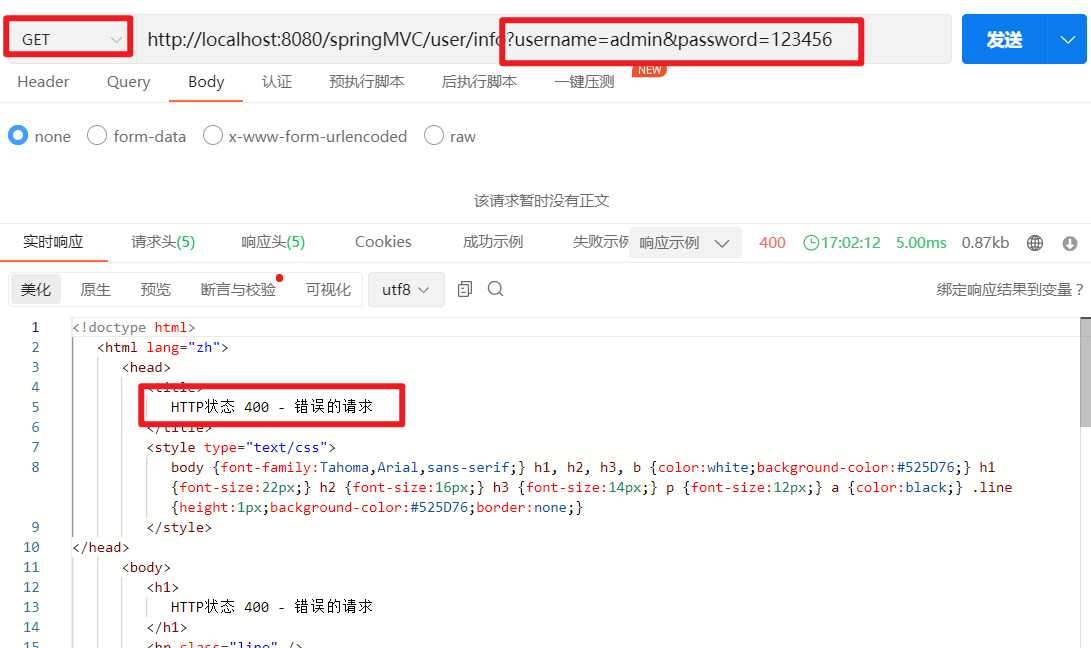 GET http://localhost:8080/springMVC/user/info?username=admin&password=123456 发送
Header Query Body 认证 预执行脚本 后执行脚本 一键压测 NEW
none form-data x-www-form-urlencoded raw
该请求暂时没有正文
实时响应 请求头(5) 响应头(5) Cookies 成功示例 失败示例 响应示例 400 17:02:12 5.00ms 0.87kb
美化 原生 预览 断言与校验 可视化 utf8 绑定响应结果到变量?
1 <!doctype html>
2 <html lang="zh">
3 <head>
4 <title>
5 HTTP状态 400 - 错误的请求
6 </title>
7 <style type="text/css">
8 body {font-family:Tahoma,Arial,sans-serif;} h1, h2, h3, b {color:white;background-color:#525D76;} h1
{font-size:22px;} h2 {font-size:16px;} h3 {font-size:14px;} p {font-size:12px;} a {color:black;} .line
{height:1px;background-color:#525D76;border:none;}
9 </style>
10 </head>
11 <body>
12 <h1>
13 HTTP状态 400 - 错误的请求
14 </h1>
15 <hr class="line" />